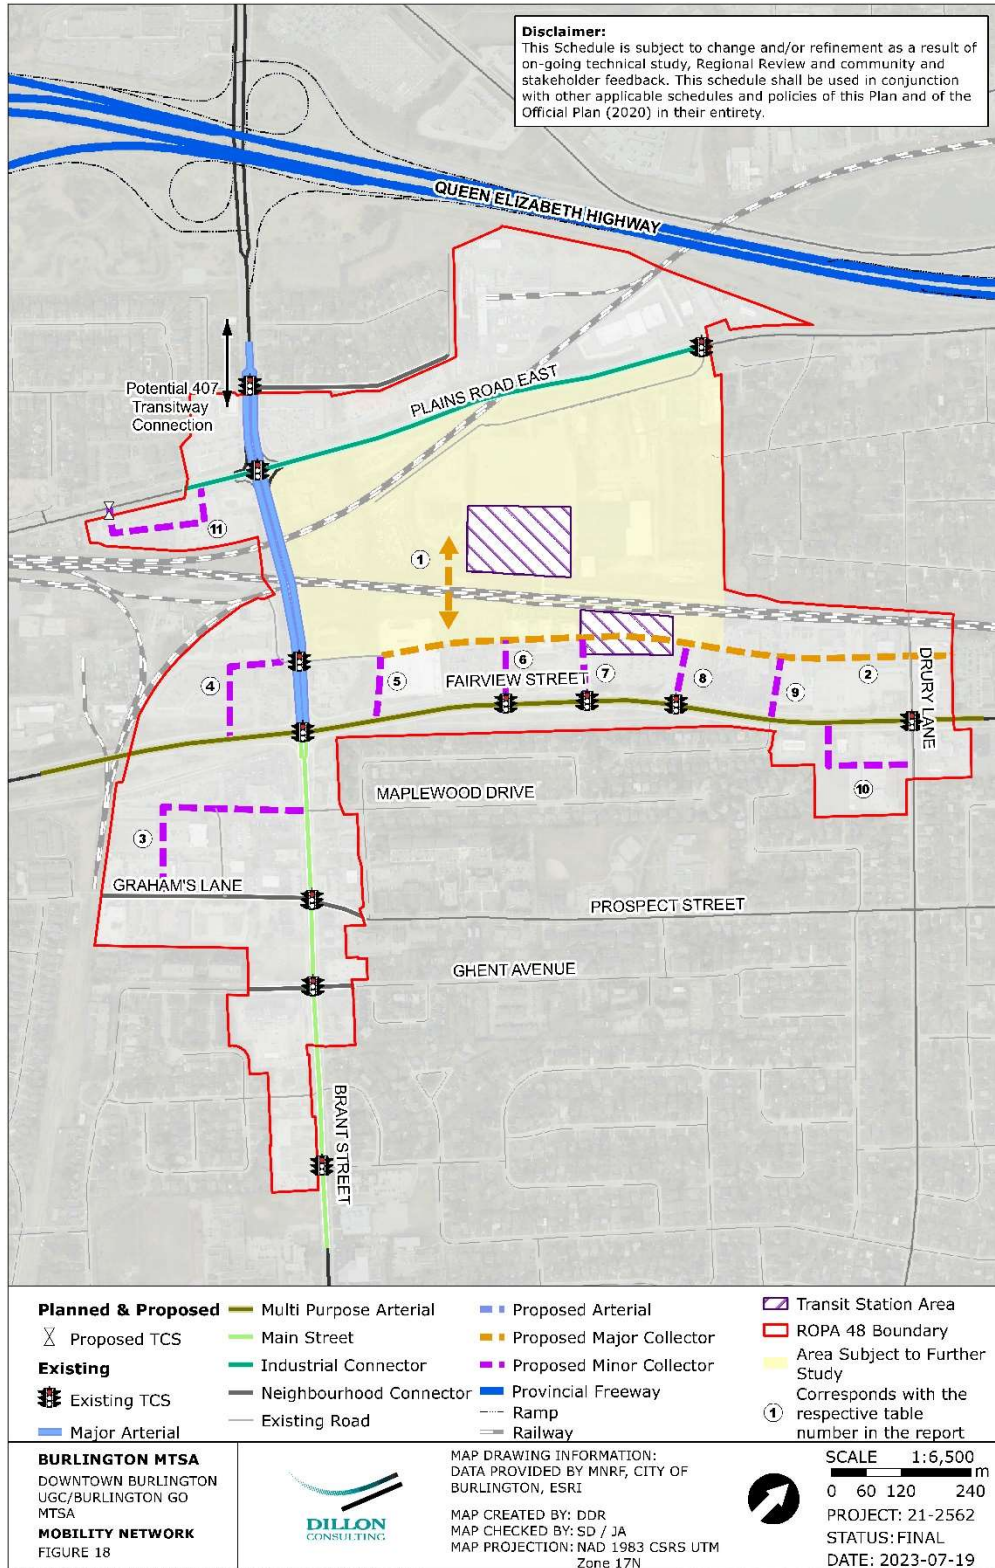 Disclaimer:
This Schedule is subject to change and/or refinement as a result of
on-going technical study, Regional Review and community and
stakeholder feedback. This schedule shall be used in conjunction
with other applicable schedules and policies of this Plan and of the
Official Plan (2020) in their entirety.
QUEEN ELIZABETH HIGHWAY
Potential 407
Transitway
Connection
PLAINS ROAD EAST
11
1
4
5
6
7
8
9
2
FAIRVIEW STREET
DRURY LANE
10
MAPLEWOOD DRIVE
3
GRAHAM'S LANE
PROSPECT STREET
GHENT AVENUE
BRANT STREET
Planned & Proposed
Proposed TCS
Existing
Existing TCS
Major Arterial
Multi Purpose Arterial
Main Street
Industrial Connector
Neighbourhood Connector
Existing Road
Proposed Arterial
Proposed Major Collector
Proposed Minor Collector
Provincial Freeway
Ramp
Railway
Transit Station Area
ROPA 48 Boundary
Area Subject to Further
Study
Corresponds with the
1 respective table
number in the report
BURLINGTON MTSA
DOWNTOWN BURLINGTON
UGC/BURLINGTON GO
MTSA
MOBILITY NETWORK
FIGURE 18
DILLON
CONSULTING
MAP DRAWING INFORMATION:
DATA PROVIDED BY MNRF, CITY OF
BURLINGTON, ESRI
MAP CREATED BY: DDR
MAP CHECKED BY: SD / JA
MAP PROJECTION: NAD 1983 CSRS UTM
Zone 17N
SCALE 1:6,500
m
0 60 120 240
PROJECT: 21-2562
STATUS: FINAL
DATE: 2023-07-19